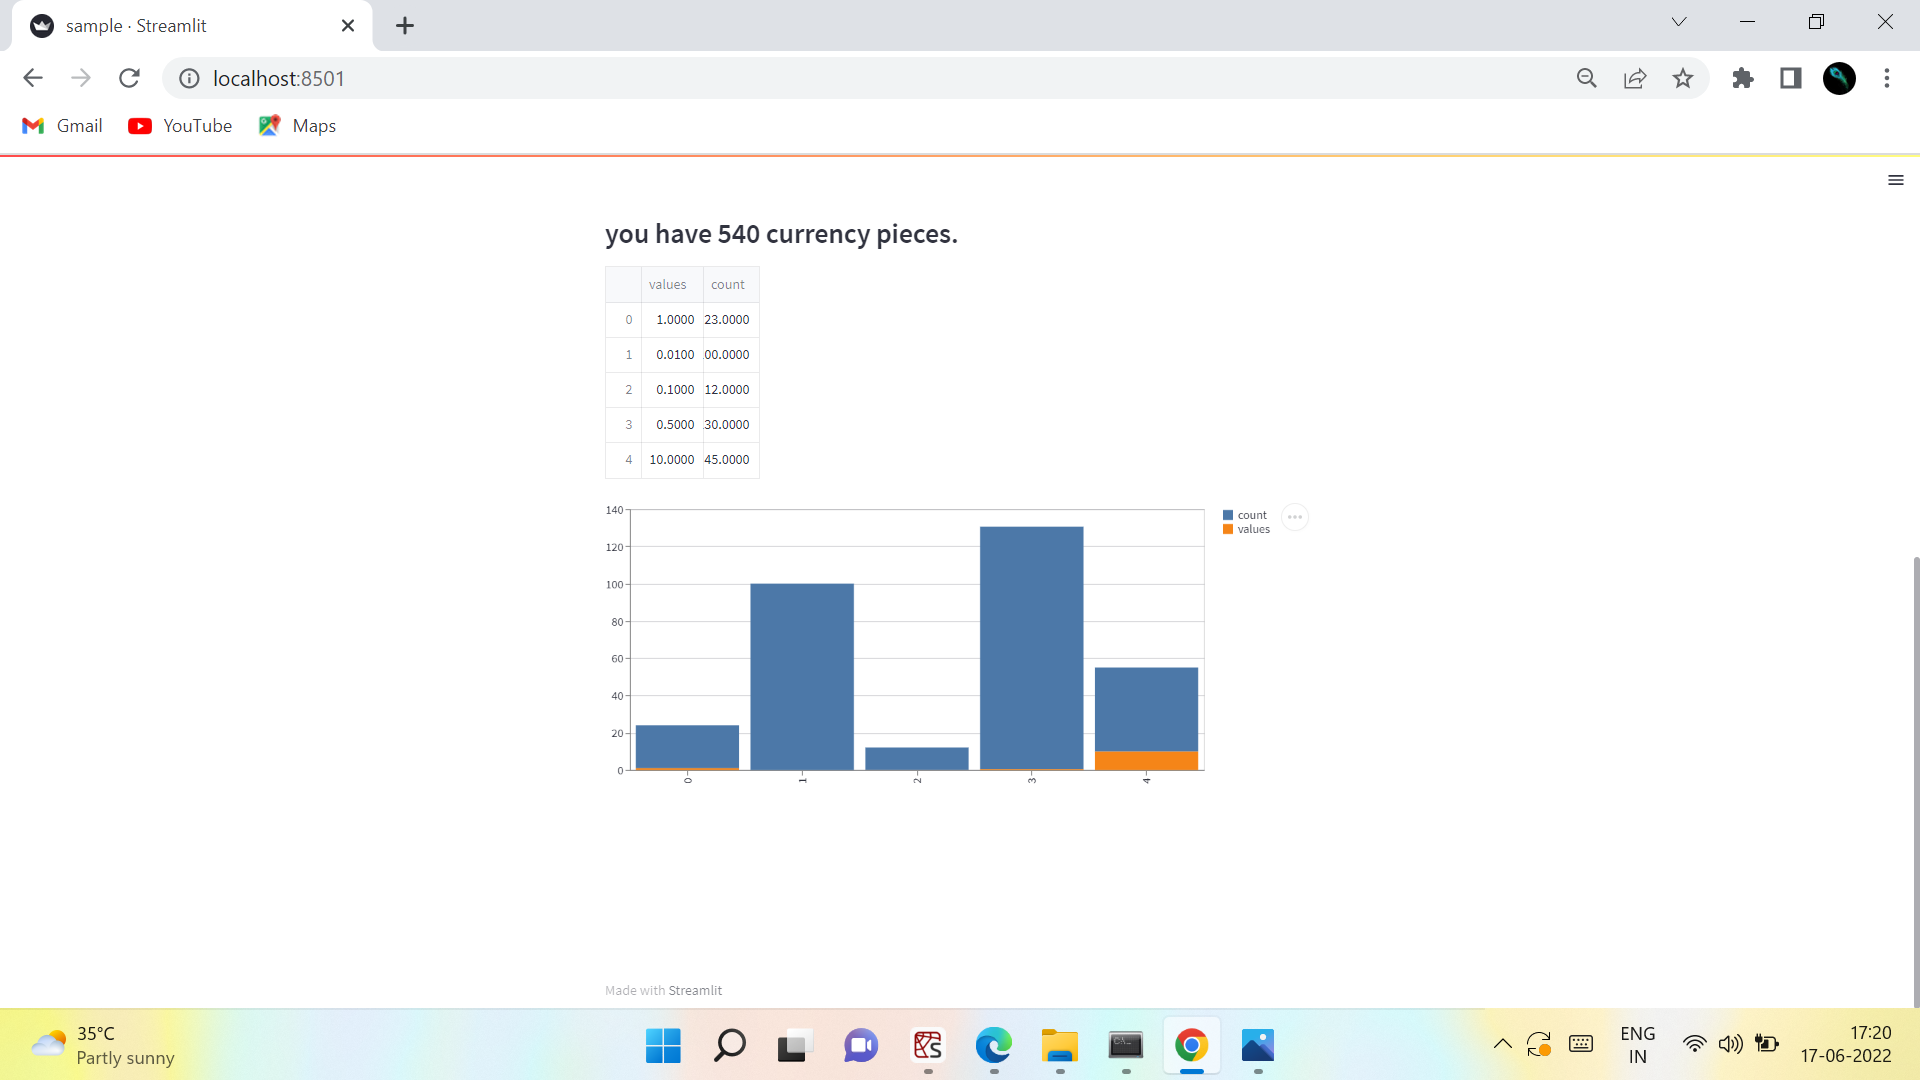 sample · Streamlit
localhost:8501
Gmail YouTube Maps
you have 540 currency pieces.
values count
0 1.0000 23.0000
1 0.0100 00.0000
2 0.1000 12.0000
3 0.5000 30.0000
4 10.0000 45.0000
140
120
100
80
60
40
20
0
0 1 2 3 4
count
values
Made with Streamlit
35°C
Partly sunny
ENG
IN
17:20
17-06-2022